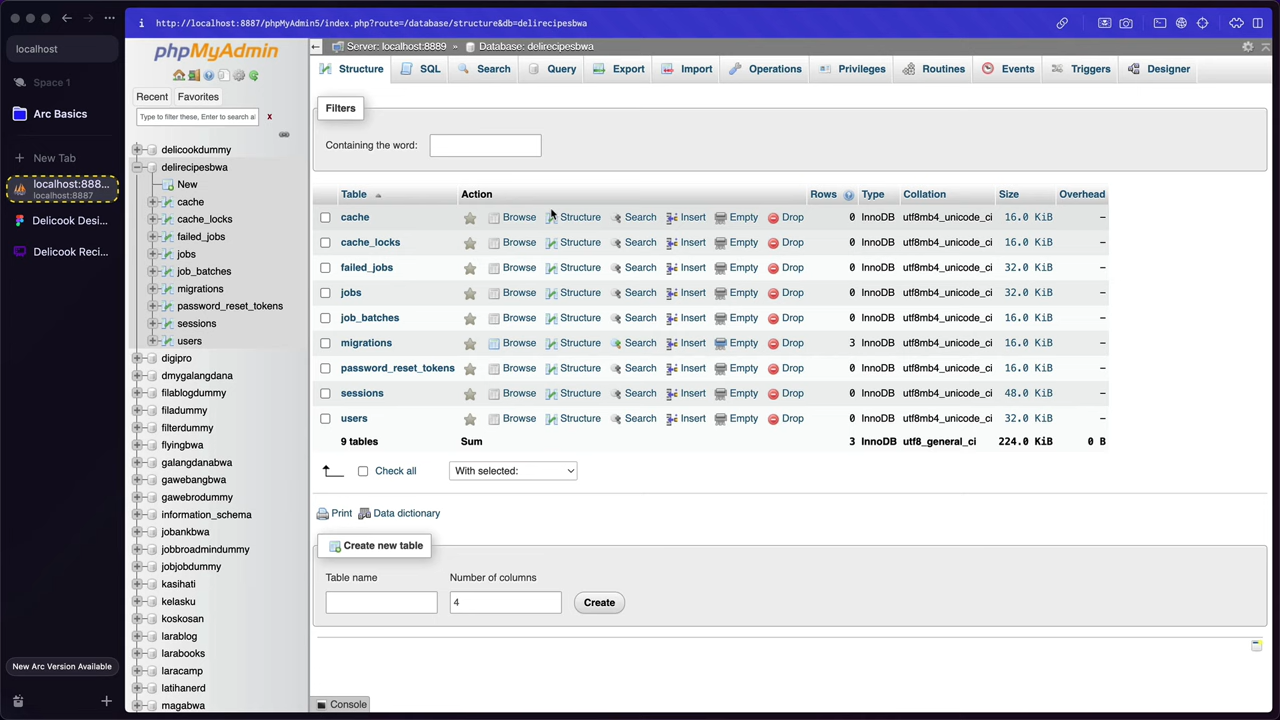 http://localhost:8887/phpMyAdmin5/index.php?route=/database/structure&db=delirecipesbwa
localhost
Space 1
Arc Basics
New Tab
localhost:888...
localhost:8887
Delicook Desi...
Delicook Reci...
New Arc Version Available
phpMyAdmin
Recent Favorites
Type to filter these, Enter to search al x
delicookdummy
delirecipesbwa
New
cache
cache_locks
failed_jobs
jobs
job_batches
migrations
password_reset_tokens
sessions
users
digipro
dmygalangdana
filablogdummy
filadummy
filterdummy
flyingbwa
galangdanabwa
gawebangbwa
gawebrodummy
information_schema
jobankbwa
jobbroadmindummy
jobjobdummy
kasihati
kelasku
koskosan
larablog
larabooks
laracamp
latihanerd
magabwa
Server: localhost:8889 » Database: delirecipesbwa
Structure SQL Search Query Export Import Operations Privileges Routines Events Triggers Designer
Filters
Containing the word:
Table Action Rows Type Collation Size Overhead
cache Browse Structure Search Insert Empty Drop 0 InnoDB utf8mb4_unicode_ci 16.0 KiB –
cache_locks Browse Structure Search Insert Empty Drop 0 InnoDB utf8mb4_unicode_ci 16.0 KiB –
failed_jobs Browse Structure Search Insert Empty Drop 0 InnoDB utf8mb4_unicode_ci 32.0 KiB –
jobs Browse Structure Search Insert Empty Drop 0 InnoDB utf8mb4_unicode_ci 32.0 KiB –
job_batches Browse Structure Search Insert Empty Drop 0 InnoDB utf8mb4_unicode_ci 16.0 KiB –
migrations Browse Structure Search Insert Empty Drop 3 InnoDB utf8mb4_unicode_ci 16.0 KiB –
password_reset_tokens Browse Structure Search Insert Empty Drop 0 InnoDB utf8mb4_unicode_ci 16.0 KiB –
sessions Browse Structure Search Insert Empty Drop 0 InnoDB utf8mb4_unicode_ci 48.0 KiB –
users Browse Structure Search Insert Empty Drop 0 InnoDB utf8mb4_unicode_ci 32.0 KiB –
9 tables Sum 3 InnoDB utf8_general_ci 224.0 KiB 0 B
Check all With selected:
Print Data dictionary
Create new table
Table name Number of columns
4 Create
Console